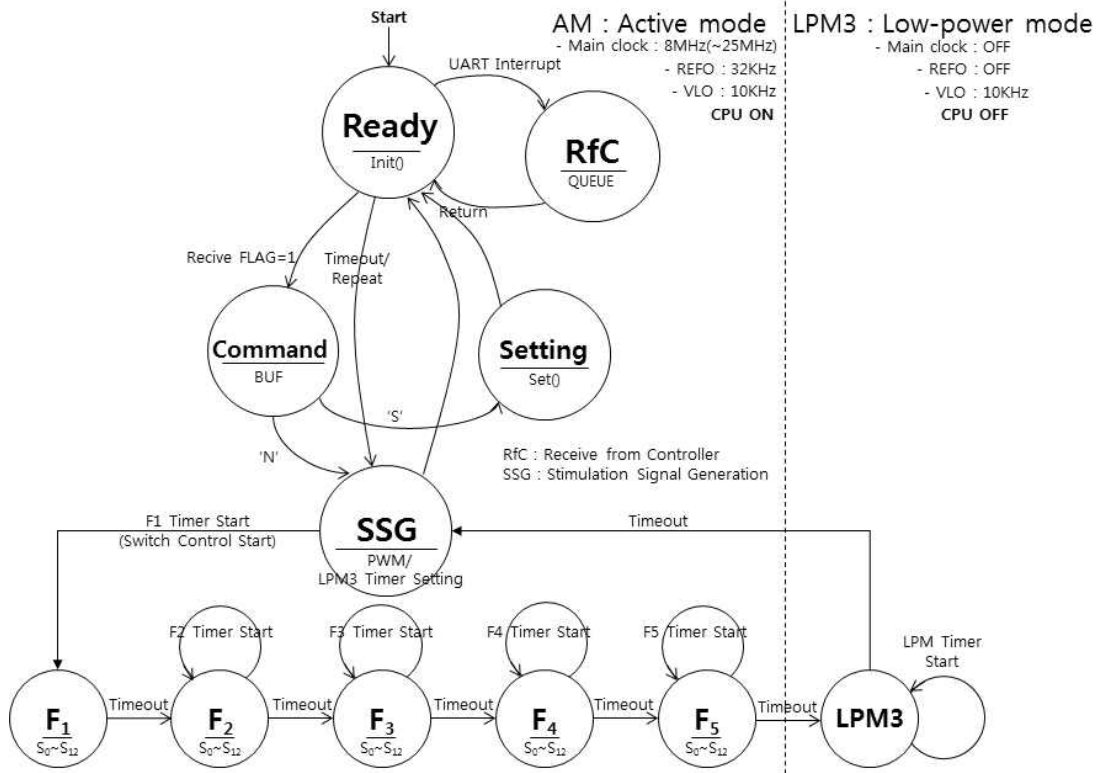 Start
AM : Active mode
- Main clock : 8MHz(~25MHz)
- REFO : 32KHz
- VLO : 10KHz
CPU ON
LPM3 : Low-power mode
- Main clock : OFF
- REFO : OFF
- VLO : 10KHz
CPU OFF
UART Interrupt
Ready
Init()
RfC
QUEUE
Return
Recive FLAG=1
Timeout/
Repeat
Command
BUF
Setting
Set()
'S'
'N'
RfC : Receive from Controller
SSG : Stimulation Signal Generation
F1 Timer Start
(Switch Control Start)
SSG
PWM/
LPM3 Timer Setting
Timeout
F2 Timer Start
F3 Timer Start
F4 Timer Start
F5 Timer Start
LPM Timer
Start
F₁
S₀~S₁₂
Timeout
F₂
S₀~S₁₂
Timeout
F₃
S₀~S₁₂
Timeout
F₄
S₀~S₁₂
Timeout
F₅
S₀~S₁₂
Timeout
LPM3